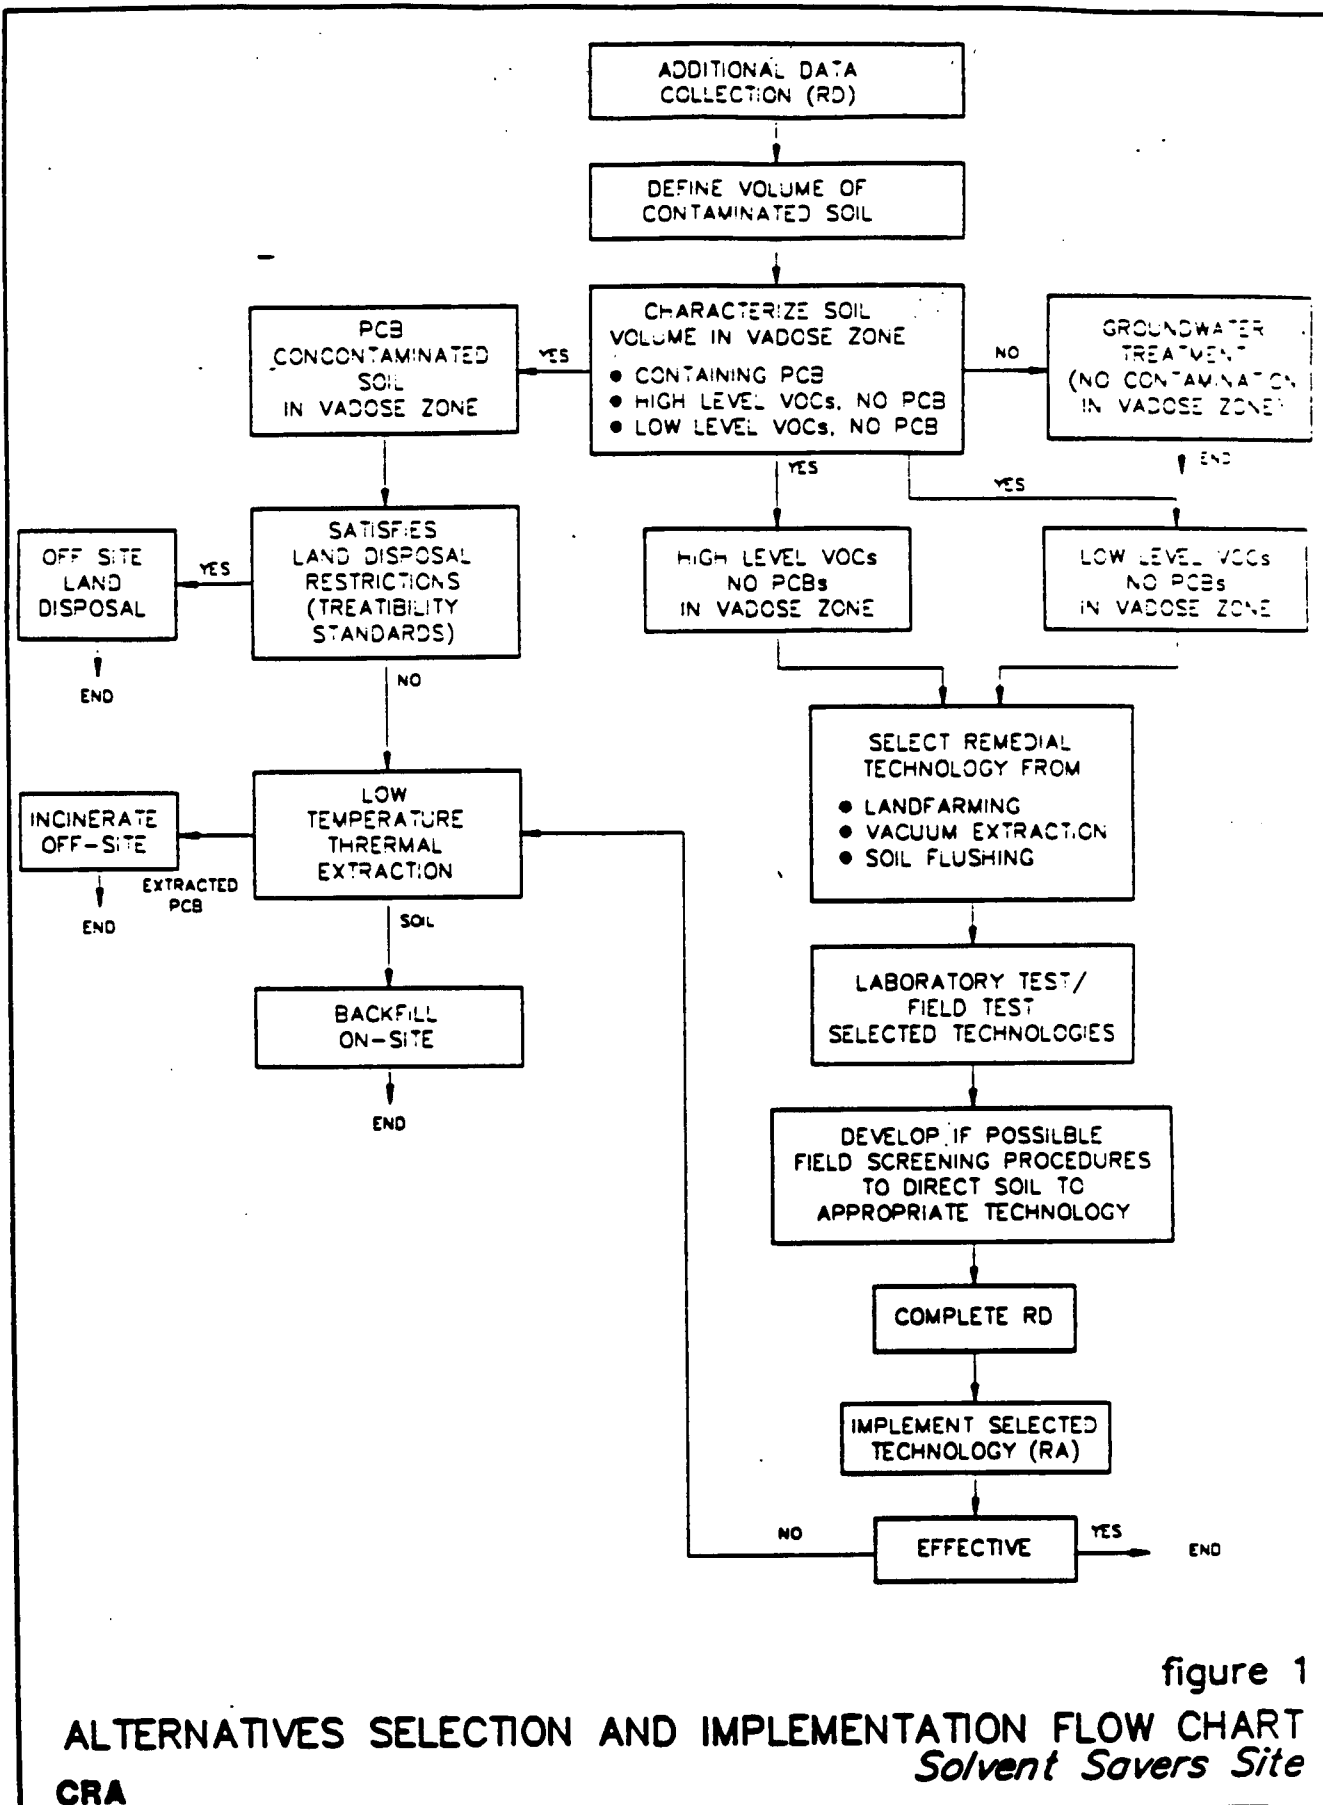 ADDITIONAL DATA
COLLECTION (RD)
DEFINE VOLUME OF
CONTAMINATED SOIL
CHARACTERIZE SOIL
VOLUME IN VADOSE ZONE
● CONTAINING PCB
● HIGH LEVEL VOCs, NO PCB
● LOW LEVEL VOCs, NO PCB
YES
PCB
CONCONTAMINATED
SOIL
IN VADOSE ZONE
NO
GROUNDWATER
TREATMENT
(NO CONTAMINATION
IN VADOSE ZONE)
END
YES
YES
SATISFIES
LAND DISPOSAL
RESTRICTIONS
(TREATIBILITY
STANDARDS)
YES
OFF SITE
LAND
DISPOSAL
END
HIGH LEVEL VOCs
NO PCBs
IN VADOSE ZONE
LOW LEVEL VOCs
NO PCBs
IN VADOSE ZONE
NO
SELECT REMEDIAL
TECHNOLOGY FROM
● LANDFARMING
● VACUUM EXTRACTION
● SOIL FLUSHING
LOW
TEMPERATURE
THRERMAL
EXTRACTION
INCINERATE
OFF-SITE
EXTRACTED
PCB
END
SOIL
BACKFILL
ON-SITE
END
LABORATORY TEST/
FIELD TEST
SELECTED TECHNOLOGIES
DEVELOP IF POSSILBLE
FIELD SCREENING PROCEDURES
TO DIRECT SOIL TO
APPROPRIATE TECHNOLOGY
COMPLETE RD
IMPLEMENT SELECTED
TECHNOLOGY (RA)
NO
EFFECTIVE
YES
END
figure 1
ALTERNATIVES SELECTION AND IMPLEMENTATION FLOW CHART
Solvent Savers Site
CRA